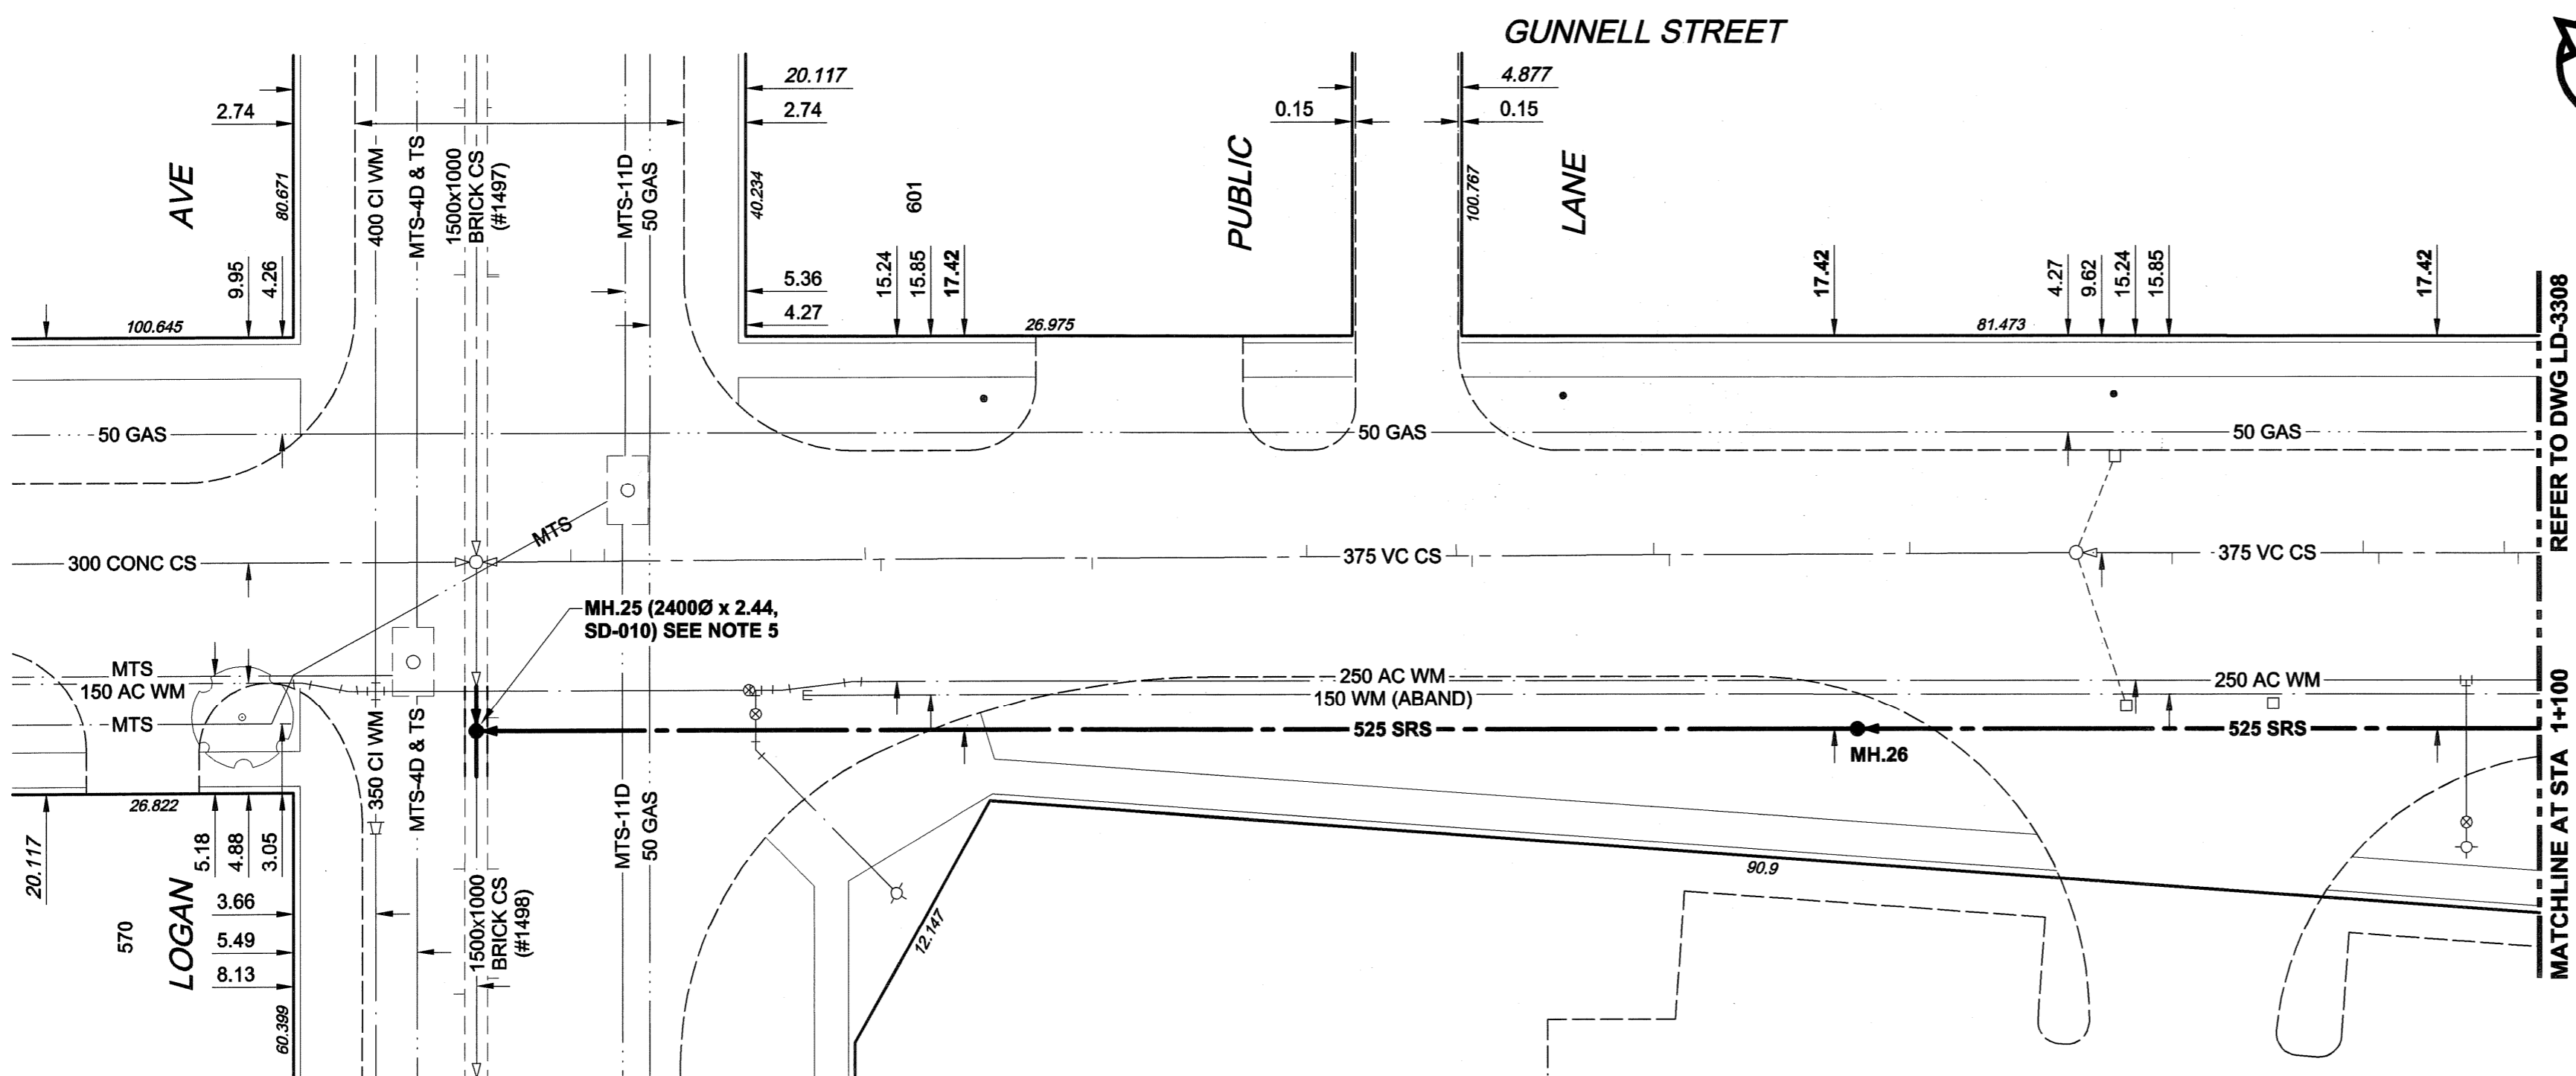 GUNNELL STREET
20.117
4.877
2.74
2.74
0.15
0.15
AVE
80.671
400 CI WM
MTS-4D & TS
1500x1000
BRICK CS
(#1497)
MTS-11D
50 GAS
40.234
601
PUBLIC
100.767
LANE
9.95
4.26
5.36
4.27
15.24
15.85
17.42
17.42
4.27
9.62
15.24
15.85
17.42
100.645
26.975
81.473
REFER TO DWG LD-3308
50 GAS
50 GAS
50 GAS
MTS
300 CONC CS
375 VC CS
375 VC CS
MH.25 (2400Ø x 2.44,
SD-010) SEE NOTE 5
MTS
150 AC WM
MTS
250 AC WM
150 WM (ABAND)
250 AC WM
525 SRS
525 SRS
MH.26
MATCHLINE AT STA 1+100
26.822
20.117
5.18
4.88
3.05
350 CI WM
MTS-4D & TS
MTS-11D
50 GAS
3.66
5.49
8.13
570
LOGAN
60.399
1500x1000
BRICK CS
(#1498)
12.147
90.9